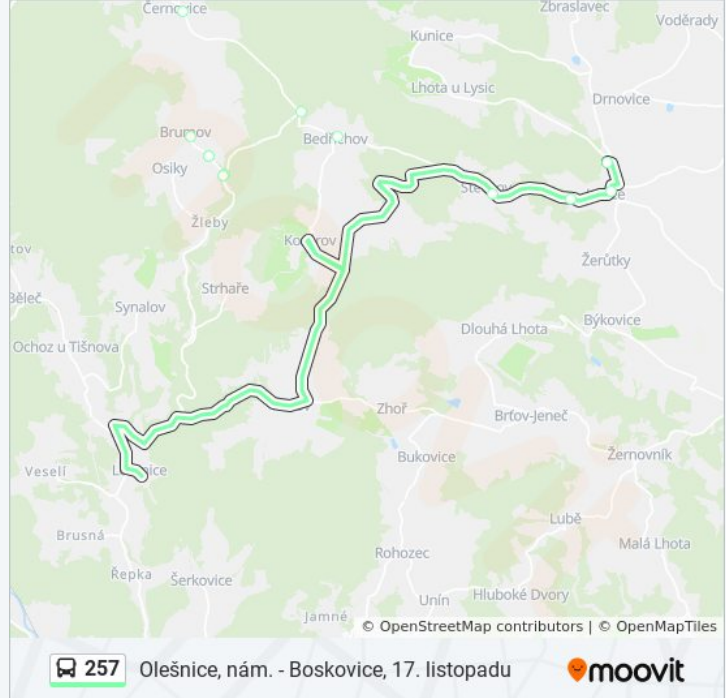 Černovice
Zbraslavec
Voděrady
Kunice
Lhota u Lysic
Drnovice
Brumov
Bedřichov
Osiky
Žleby
Žerůtky
Strhaře
Běleč
Synalov
Býkovice
Dlouhá Lhota
Ochoz u Tišnova
Zhoř
Brťov-Jeneč
Bukovice
Žernovník
Veselí
Lubě
Brusná
Malá Lhota
Rohozec
Řepka
Šerkovice
Unín
Hluboké Dvory
Jamné
© OpenStreetMap contributors | © OpenMapTiles
257 Olešnice, nám. - Boskovice, 17. listopadu
moovit